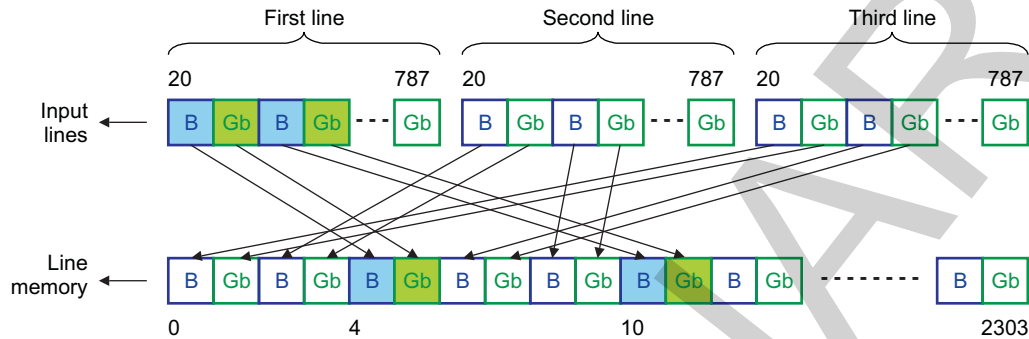 First line Second line Third line
20 787 20 787 20 787
Input lines
B Gb B Gb Gb B Gb B Gb Gb B Gb B Gb Gb
Line memory
B Gb B Gb B Gb B Gb B Gb B Gb B Gb B Gb
0 4 10 2303